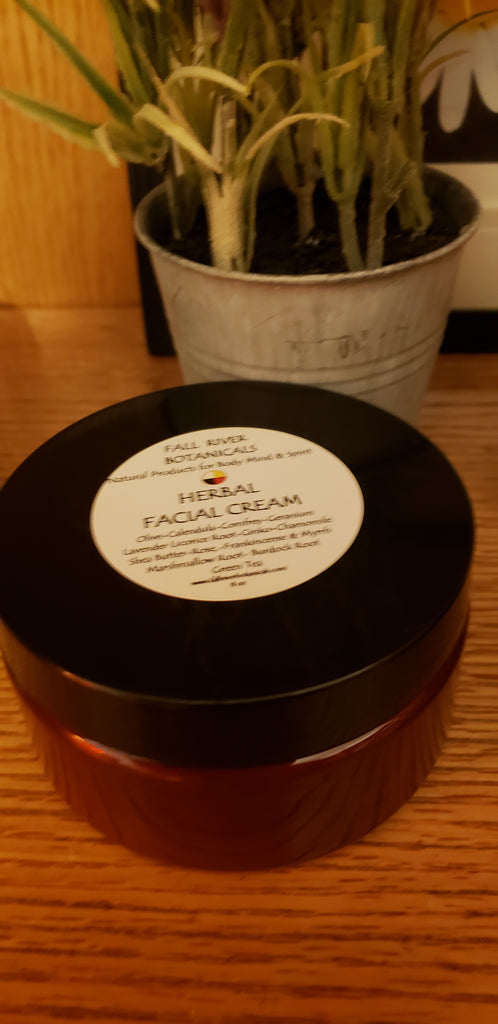 FALL RIVER
BOTANICALS
Natural Products for Body Mind & Spirit
HERBAL
FACIAL CREAM
Olive-Calendula-Comfrey-Geranium
Lavender Licorice Root-Ginko-Chamomile
Shea Butter-Rose, Frankincense & Myrrh
Marshmallow Root- Burdock Root
Green Tea